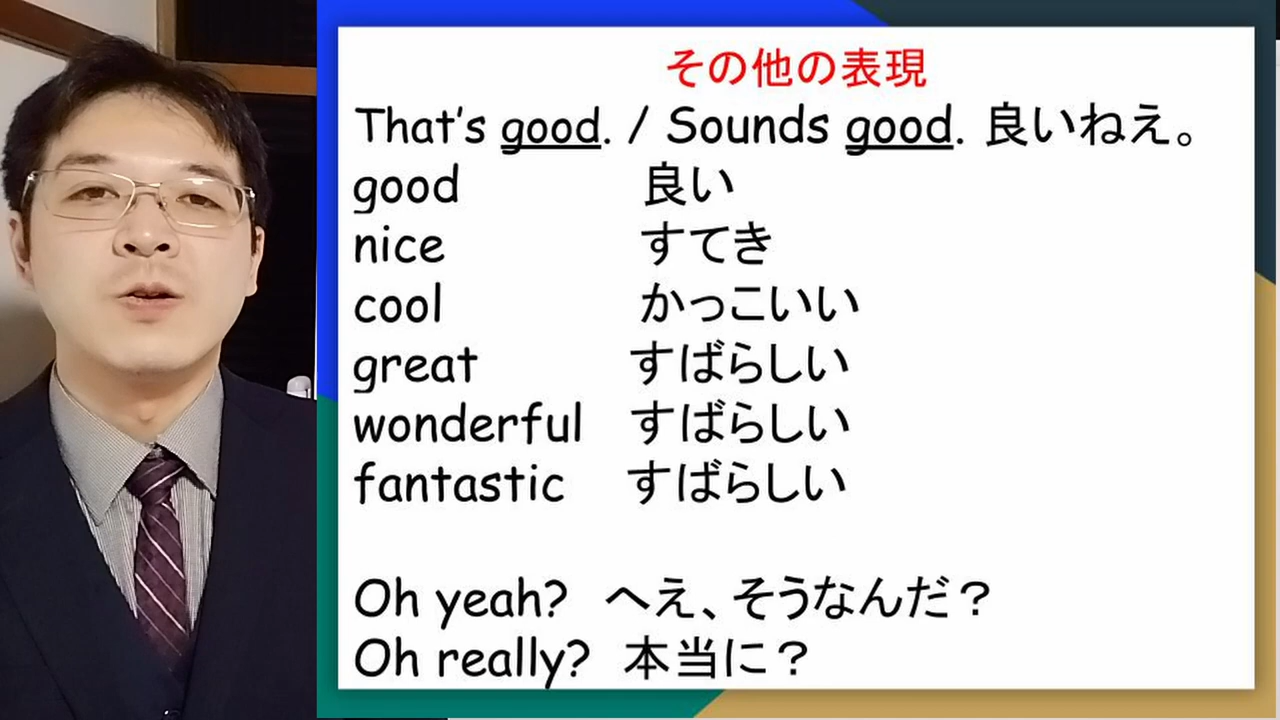 その他の表現
That's good. / Sounds good. 良いねえ。
good 良い
nice すてき
cool かっこいい
great すばらしい
wonderful すばらしい
fantastic すばらしい
Oh yeah? へえ、そうなんだ？
Oh really? 本当に？